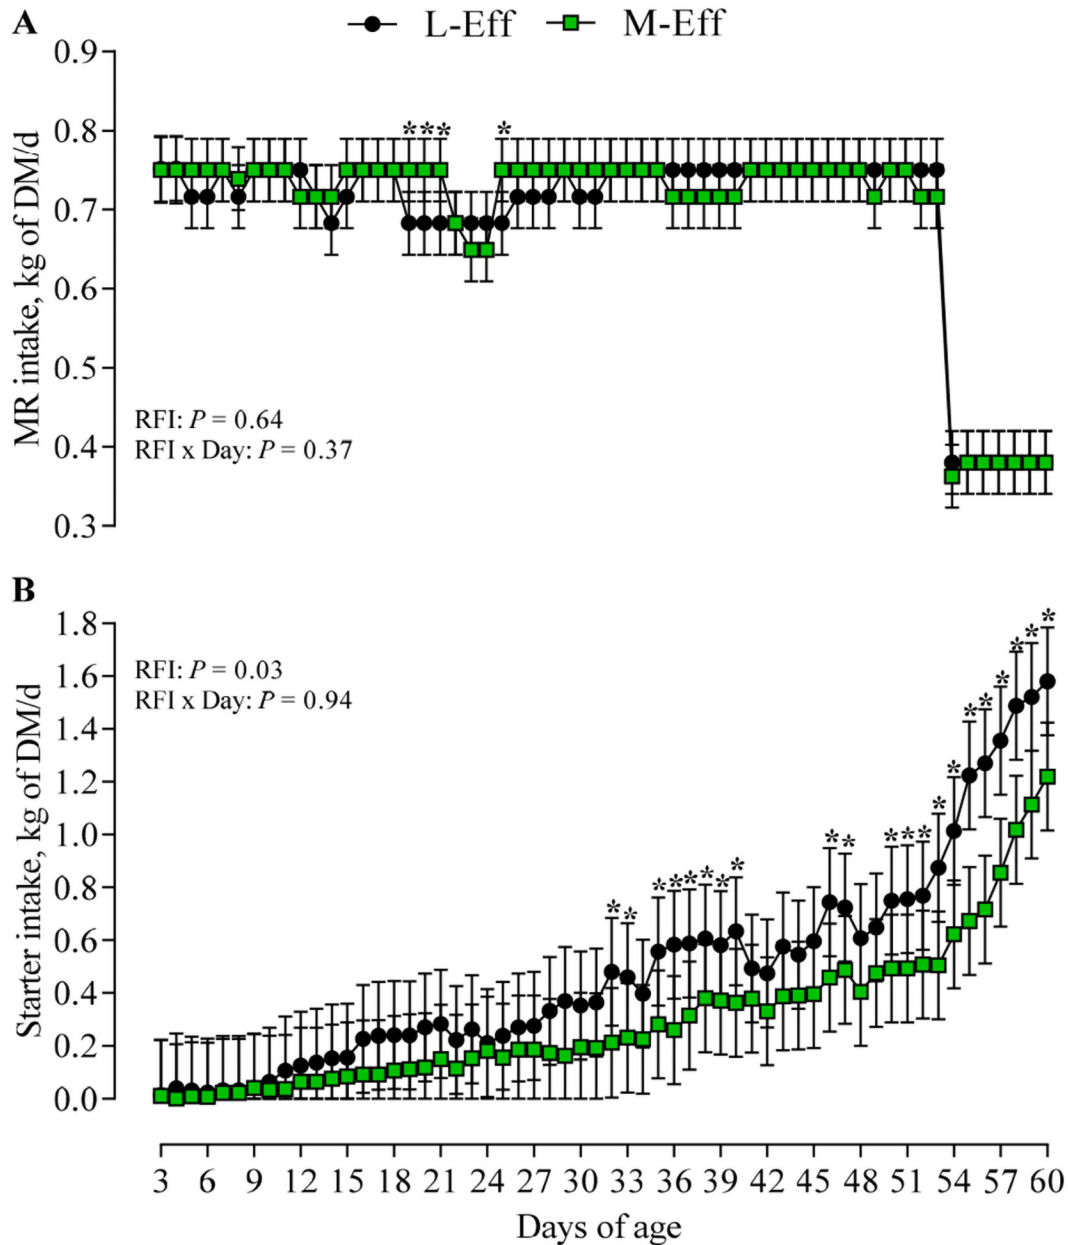 A
L-Eff M-Eff
0.9
0.8
0.7
0.6
0.5
0.4
0.3
MR intake, kg of DM/d
* * * *
RFI: P = 0.64
RFI x Day: P = 0.37
B
1.8
1.6
1.4
1.2
1.0
0.8
0.6
0.4
0.2
0.0
Starter intake, kg of DM/d
RFI: P = 0.03
RFI x Day: P = 0.94
* * * * * * * * * * * * * * * * * * * * *
3 6 9 12 15 18 21 24 27 30 33 36 39 42 45 48 51 54 57 60
Days of age